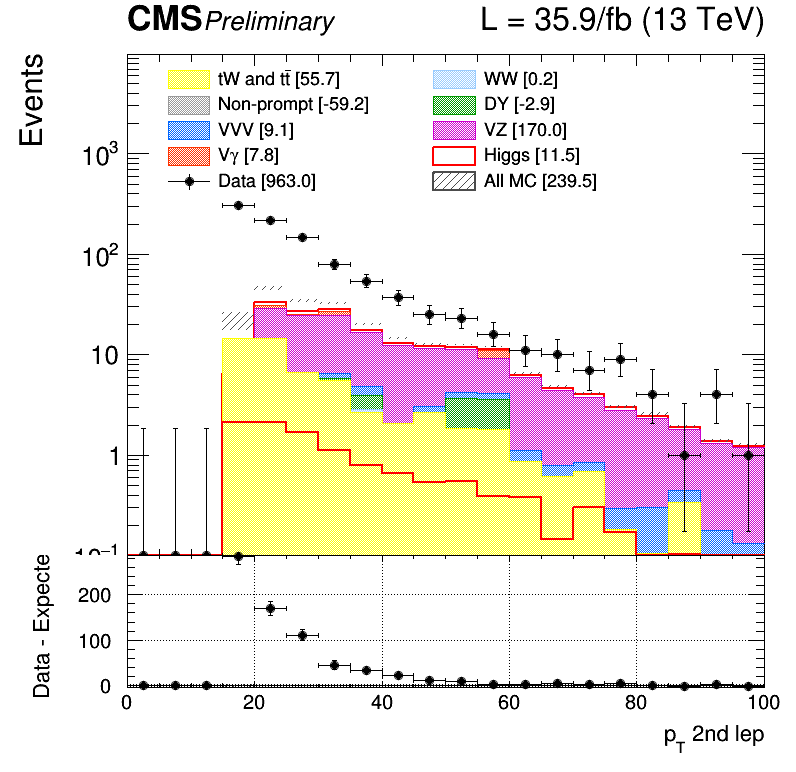 CMS Preliminary L = 35.9/fb (13 TeV)
Events
tW and tt̄ [55.7] WW [0.2]
Non-prompt [-59.2] DY [-2.9]
VVV [9.1] VZ [170.0]
Vγ [7.8] Higgs [11.5]
Data [963.0] All MC [239.5]
10³
10²
10
1
10⁻¹
Data - Expecte
200
100
0
0 20 40 60 80 100
p_T 2nd lep